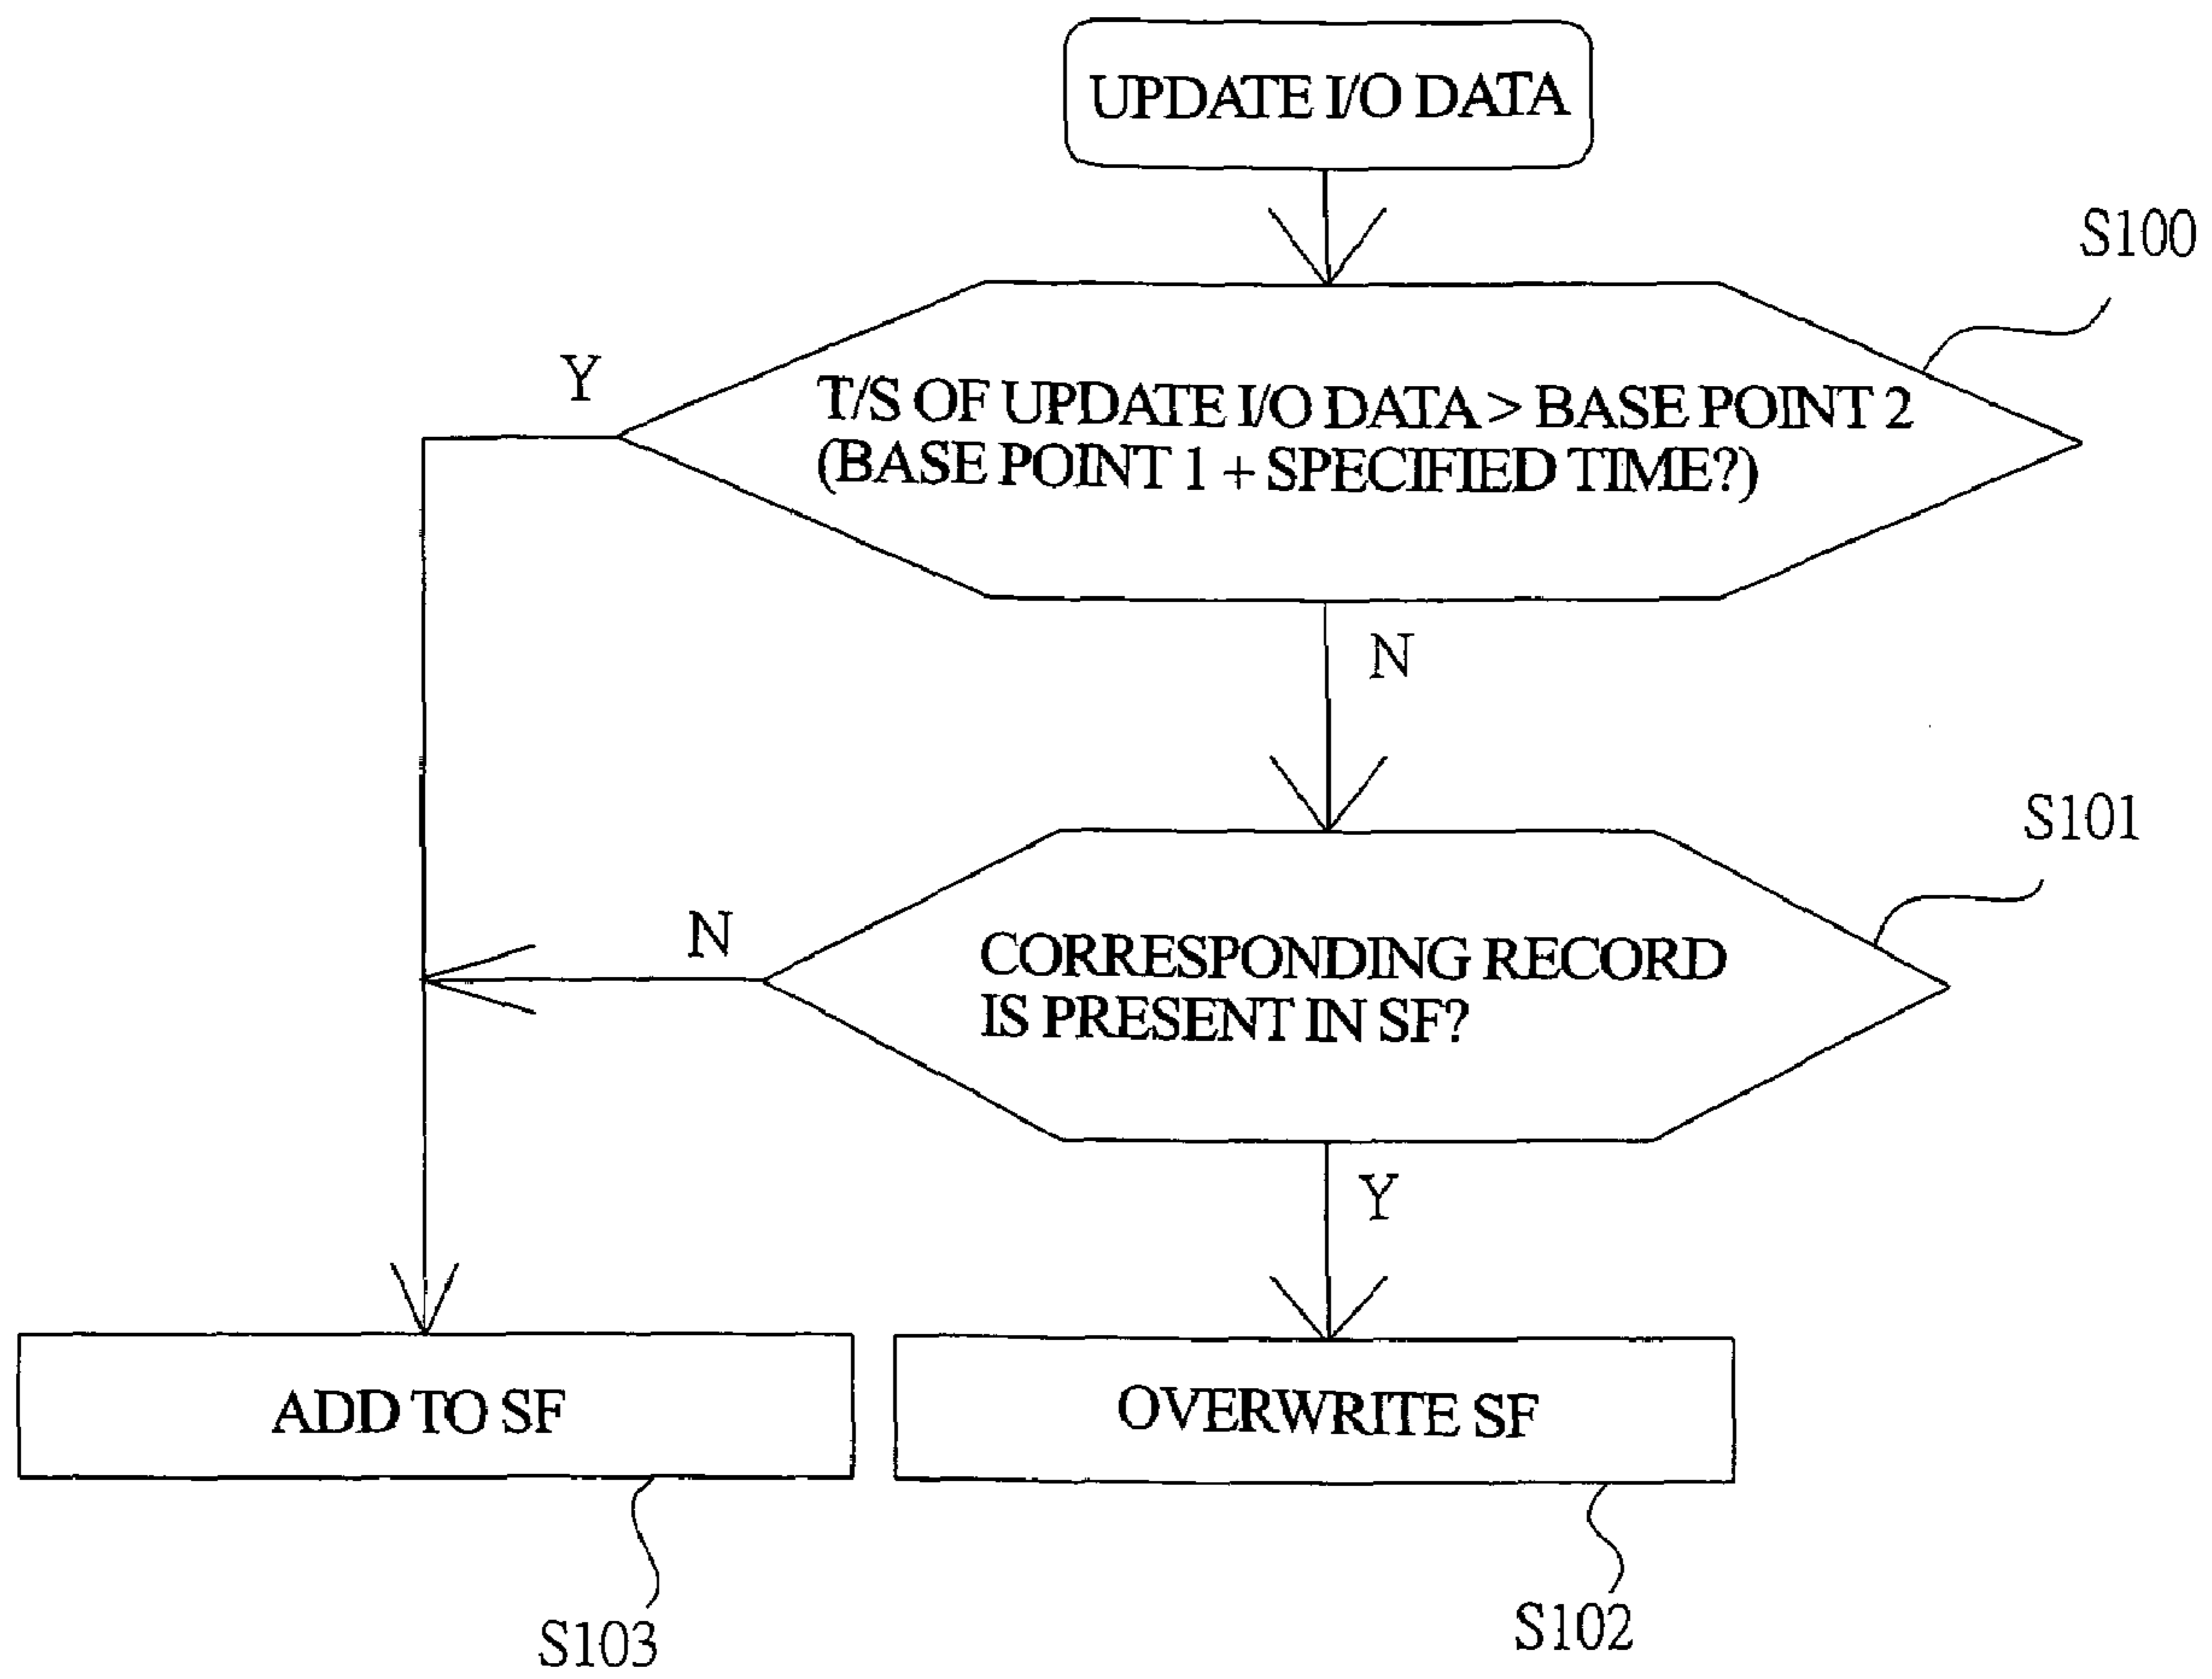 UPDATE I/O DATA
S100
Y
T/S OF UPDATE I/O DATA > BASE POINT 2
(BASE POINT 1 + SPECIFIED TIME?)
N
S101
N
CORRESPONDING RECORD
IS PRESENT IN SF?
Y
ADD TO SF
OVERWRITE SF
S103
S102